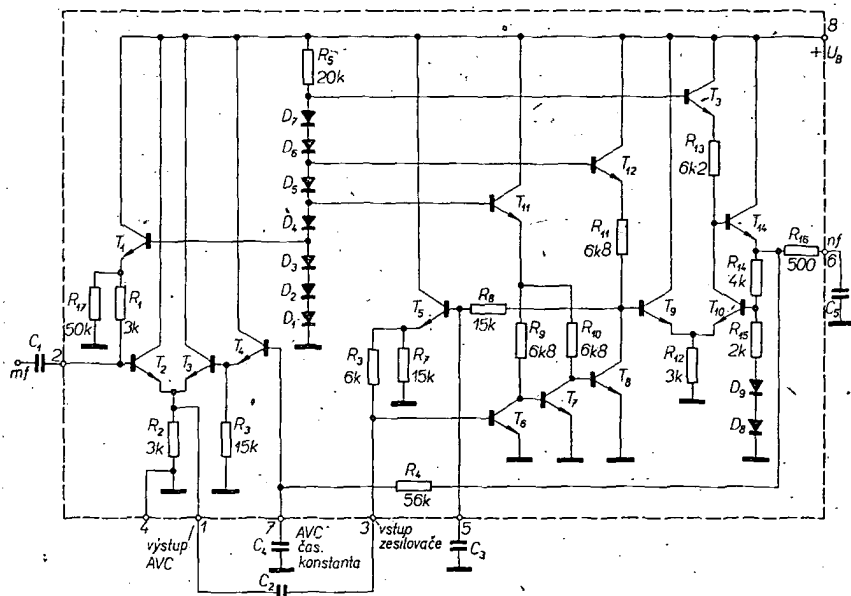 8
+ U_B
R5
20k
D7
D6
D5
D4
D3
D2
D1
T3
R13
6k2
T12
T11
R11
6k8
T14
R16
500
nf
6
R14
4k
C5
T1
R17
50k
R1
3k
C1
2
mf
T2
T3
T4
T5
R8
15k
T9
T10
R15
2k
R3
6k
R7
15k
R9
6k8
R10
6k8
R12
3k
D9
D8
T6
T7
T8
R2
3k
R3
15k
R4
56k
4
1
7
3
5
výstup
AVC
C4
AVC
čas.
konstanta
vstup
zesilovače
C3
C2